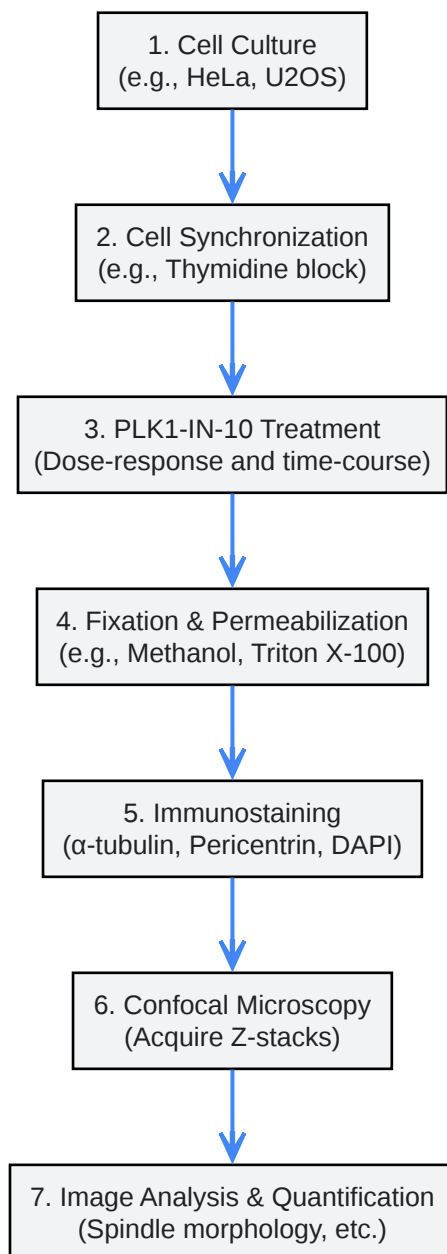 1. Cell Culture
(e.g., HeLa, U2OS)
2. Cell Synchronization
(e.g., Thymidine block)
3. PLK1-IN-10 Treatment
(Dose-response and time-course)
4. Fixation & Permeabilization
(e.g., Methanol, Triton X-100)
5. Immunostaining
(α-tubulin, Pericentrin, DAPI)
6. Confocal Microscopy
(Acquire Z-stacks)
7. Image Analysis & Quantification
(Spindle morphology, etc.)